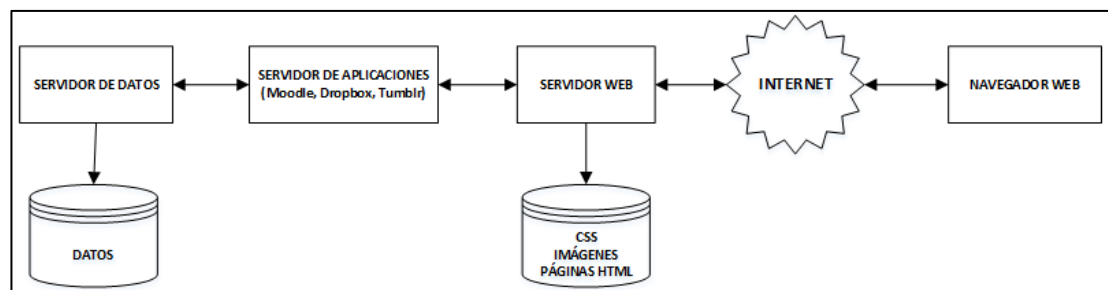 SERVIDOR DE DATOS
SERVIDOR DE APLICACIONES
(Moodle, Dropbox, Tumblr)
SERVIDOR WEB
INTERNET
NAVEGADOR WEB
DATOS
CSS
IMÁGENES
PÁGINAS HTML